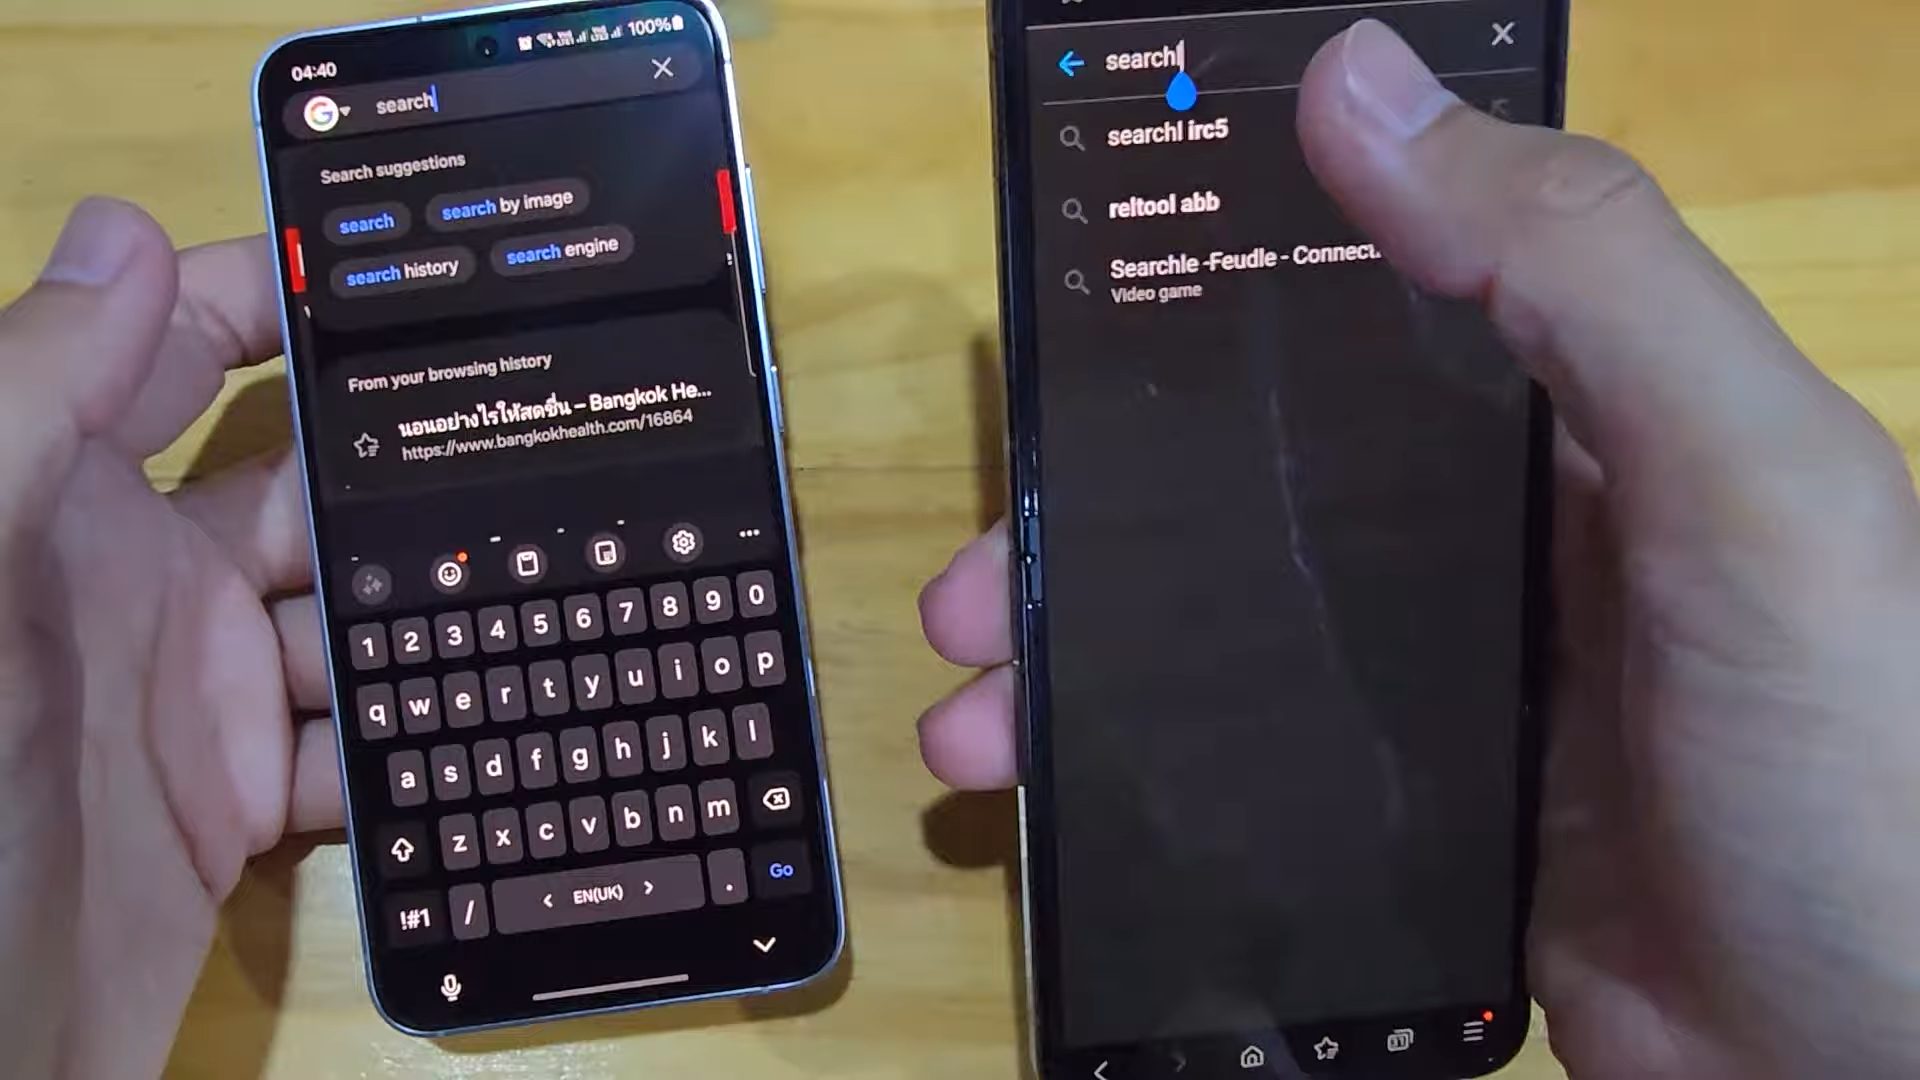 04:40
100%
search
Search suggestions
search
search by image
search history
search engine
From your browsing history
นอนอย่างไรให้สดชื่น – Bangkok He...
https://www.bangkokhealth.com/16864
1 2 3 4 5 6 7 8 9 0
q w e r t y u i o p
a s d f g h j k l
z x c v b n m
!#1 / < EN(UK) > . Go
searchl
searchl irc5
reltool abb
Searchle -Feudle - Connect...
Video game
31